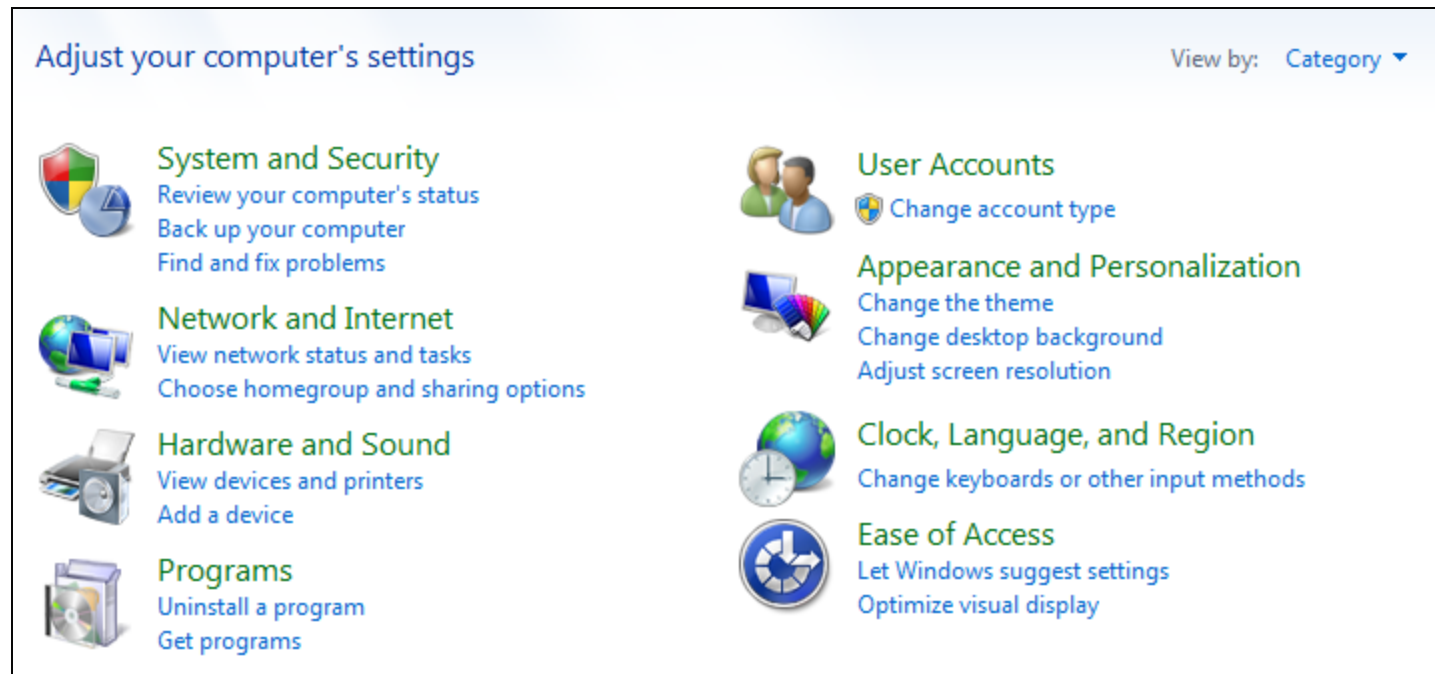 Adjust your computer's settings
View by: Category
System and Security
Review your computer's status
Back up your computer
Find and fix problems
Network and Internet
View network status and tasks
Choose homegroup and sharing options
Hardware and Sound
View devices and printers
Add a device
Programs
Uninstall a program
Get programs
User Accounts
Change account type
Appearance and Personalization
Change the theme
Change desktop background
Adjust screen resolution
Clock, Language, and Region
Change keyboards or other input methods
Ease of Access
Let Windows suggest settings
Optimize visual display